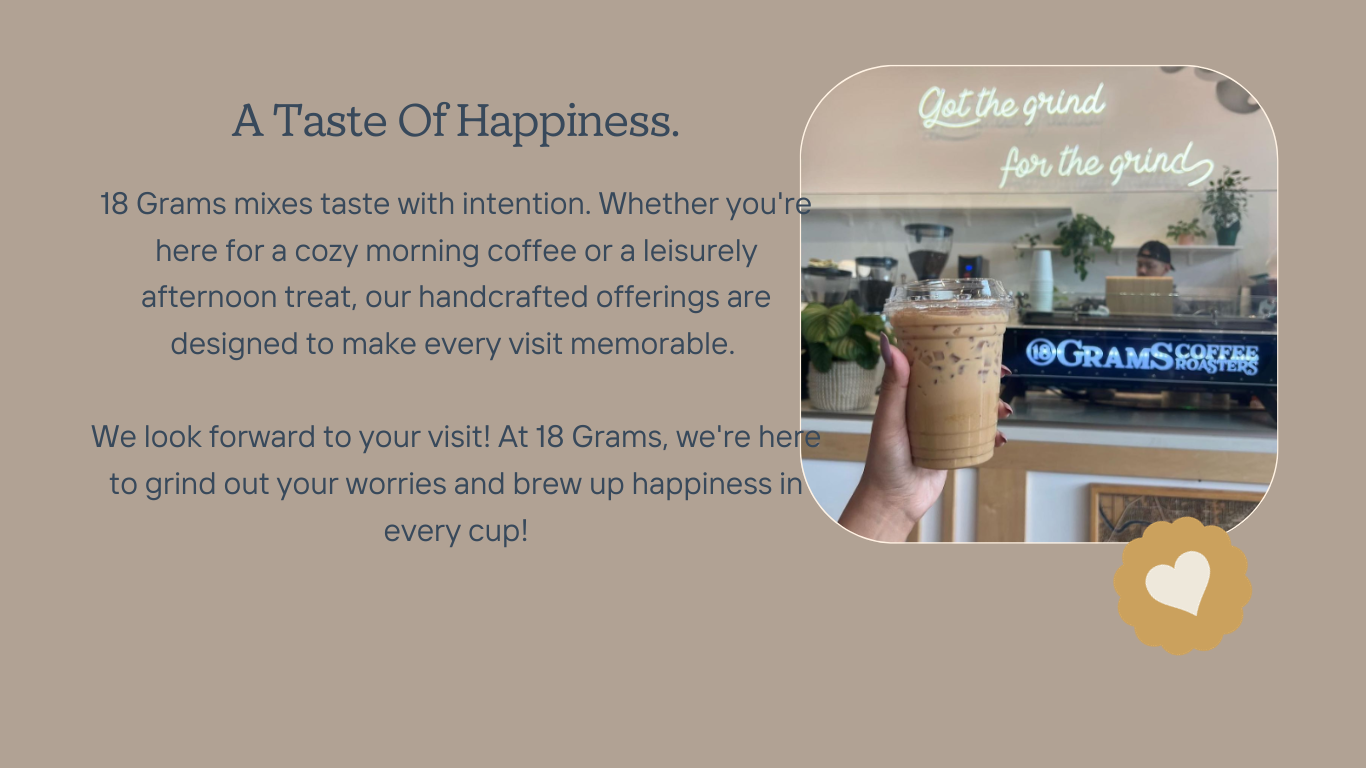 A Taste Of Happiness.
18 Grams mixes taste with intention. Whether you're
here for a cozy morning coffee or a leisurely
afternoon treat, our handcrafted offerings are
designed to make every visit memorable.
We look forward to your visit! At 18 Grams, we're here
to grind out your worries and brew up happiness in
every cup!
Got the grind
for the grind
18 GRAMS COFFEE
ROASTERS